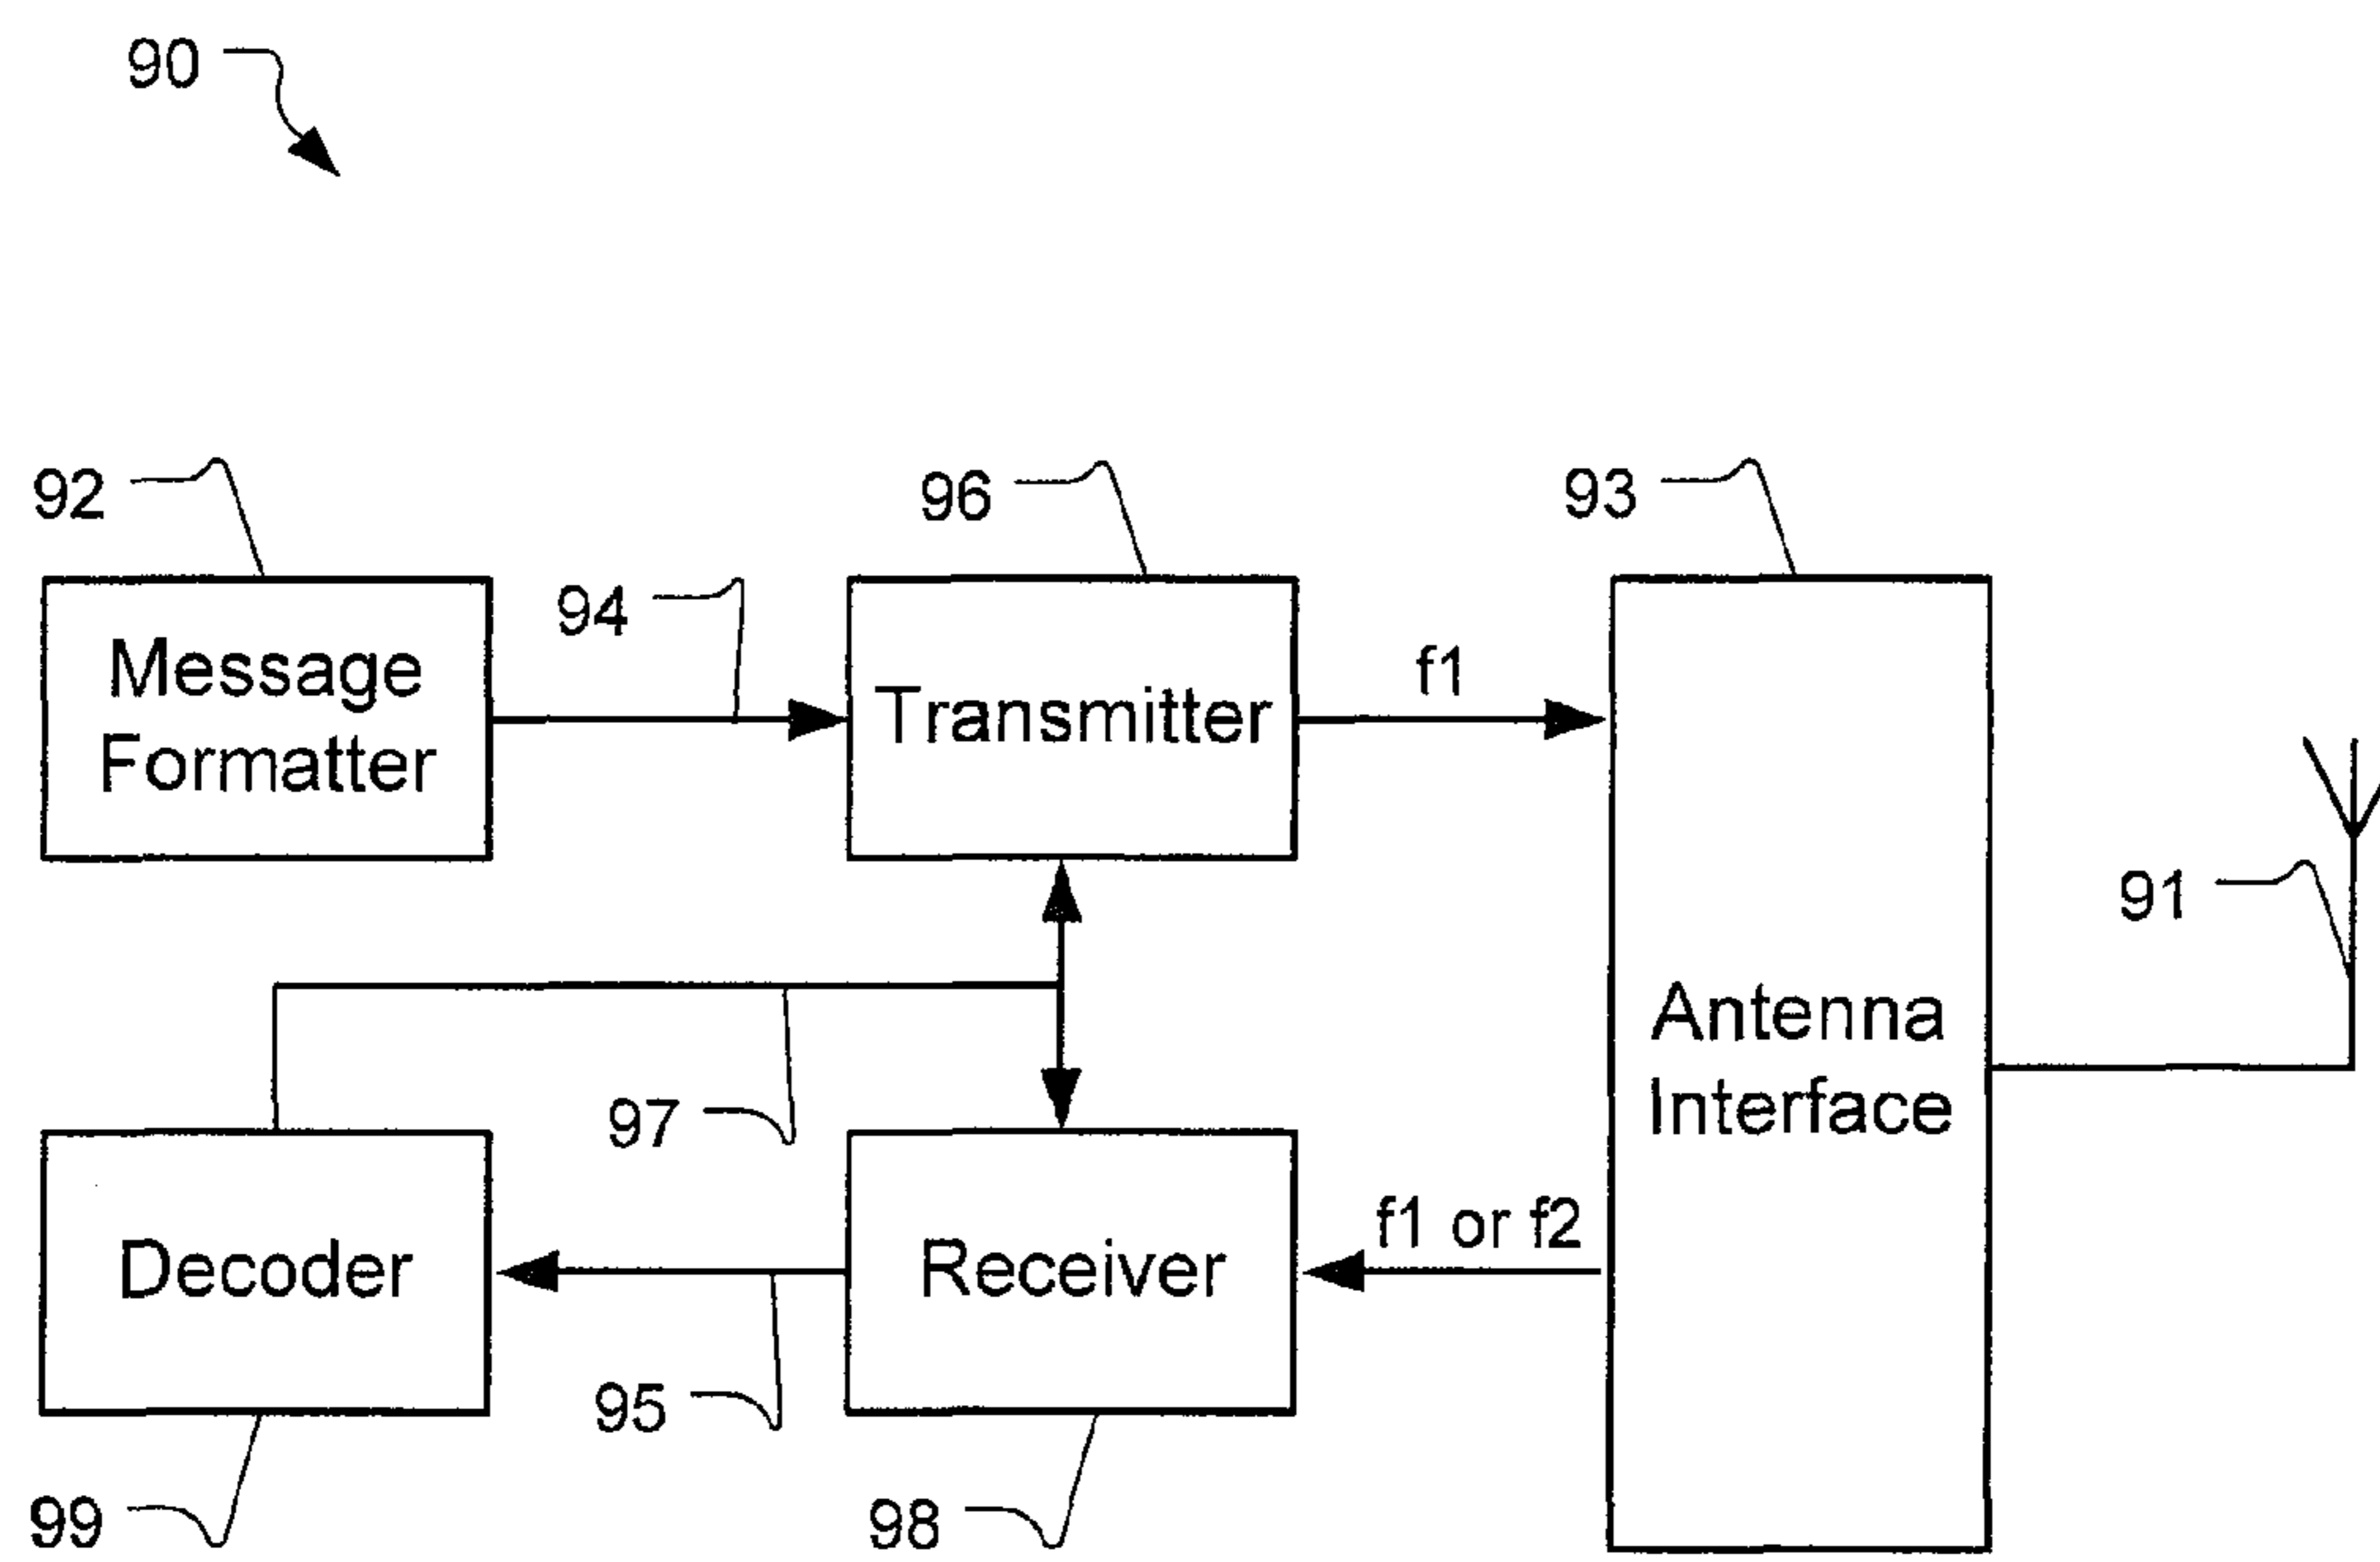 90
92
96
93
Message
Formatter
94
Transmitter
f1
91
Antenna
Interface
97
Decoder
Receiver
f1 or f2
95
99
98